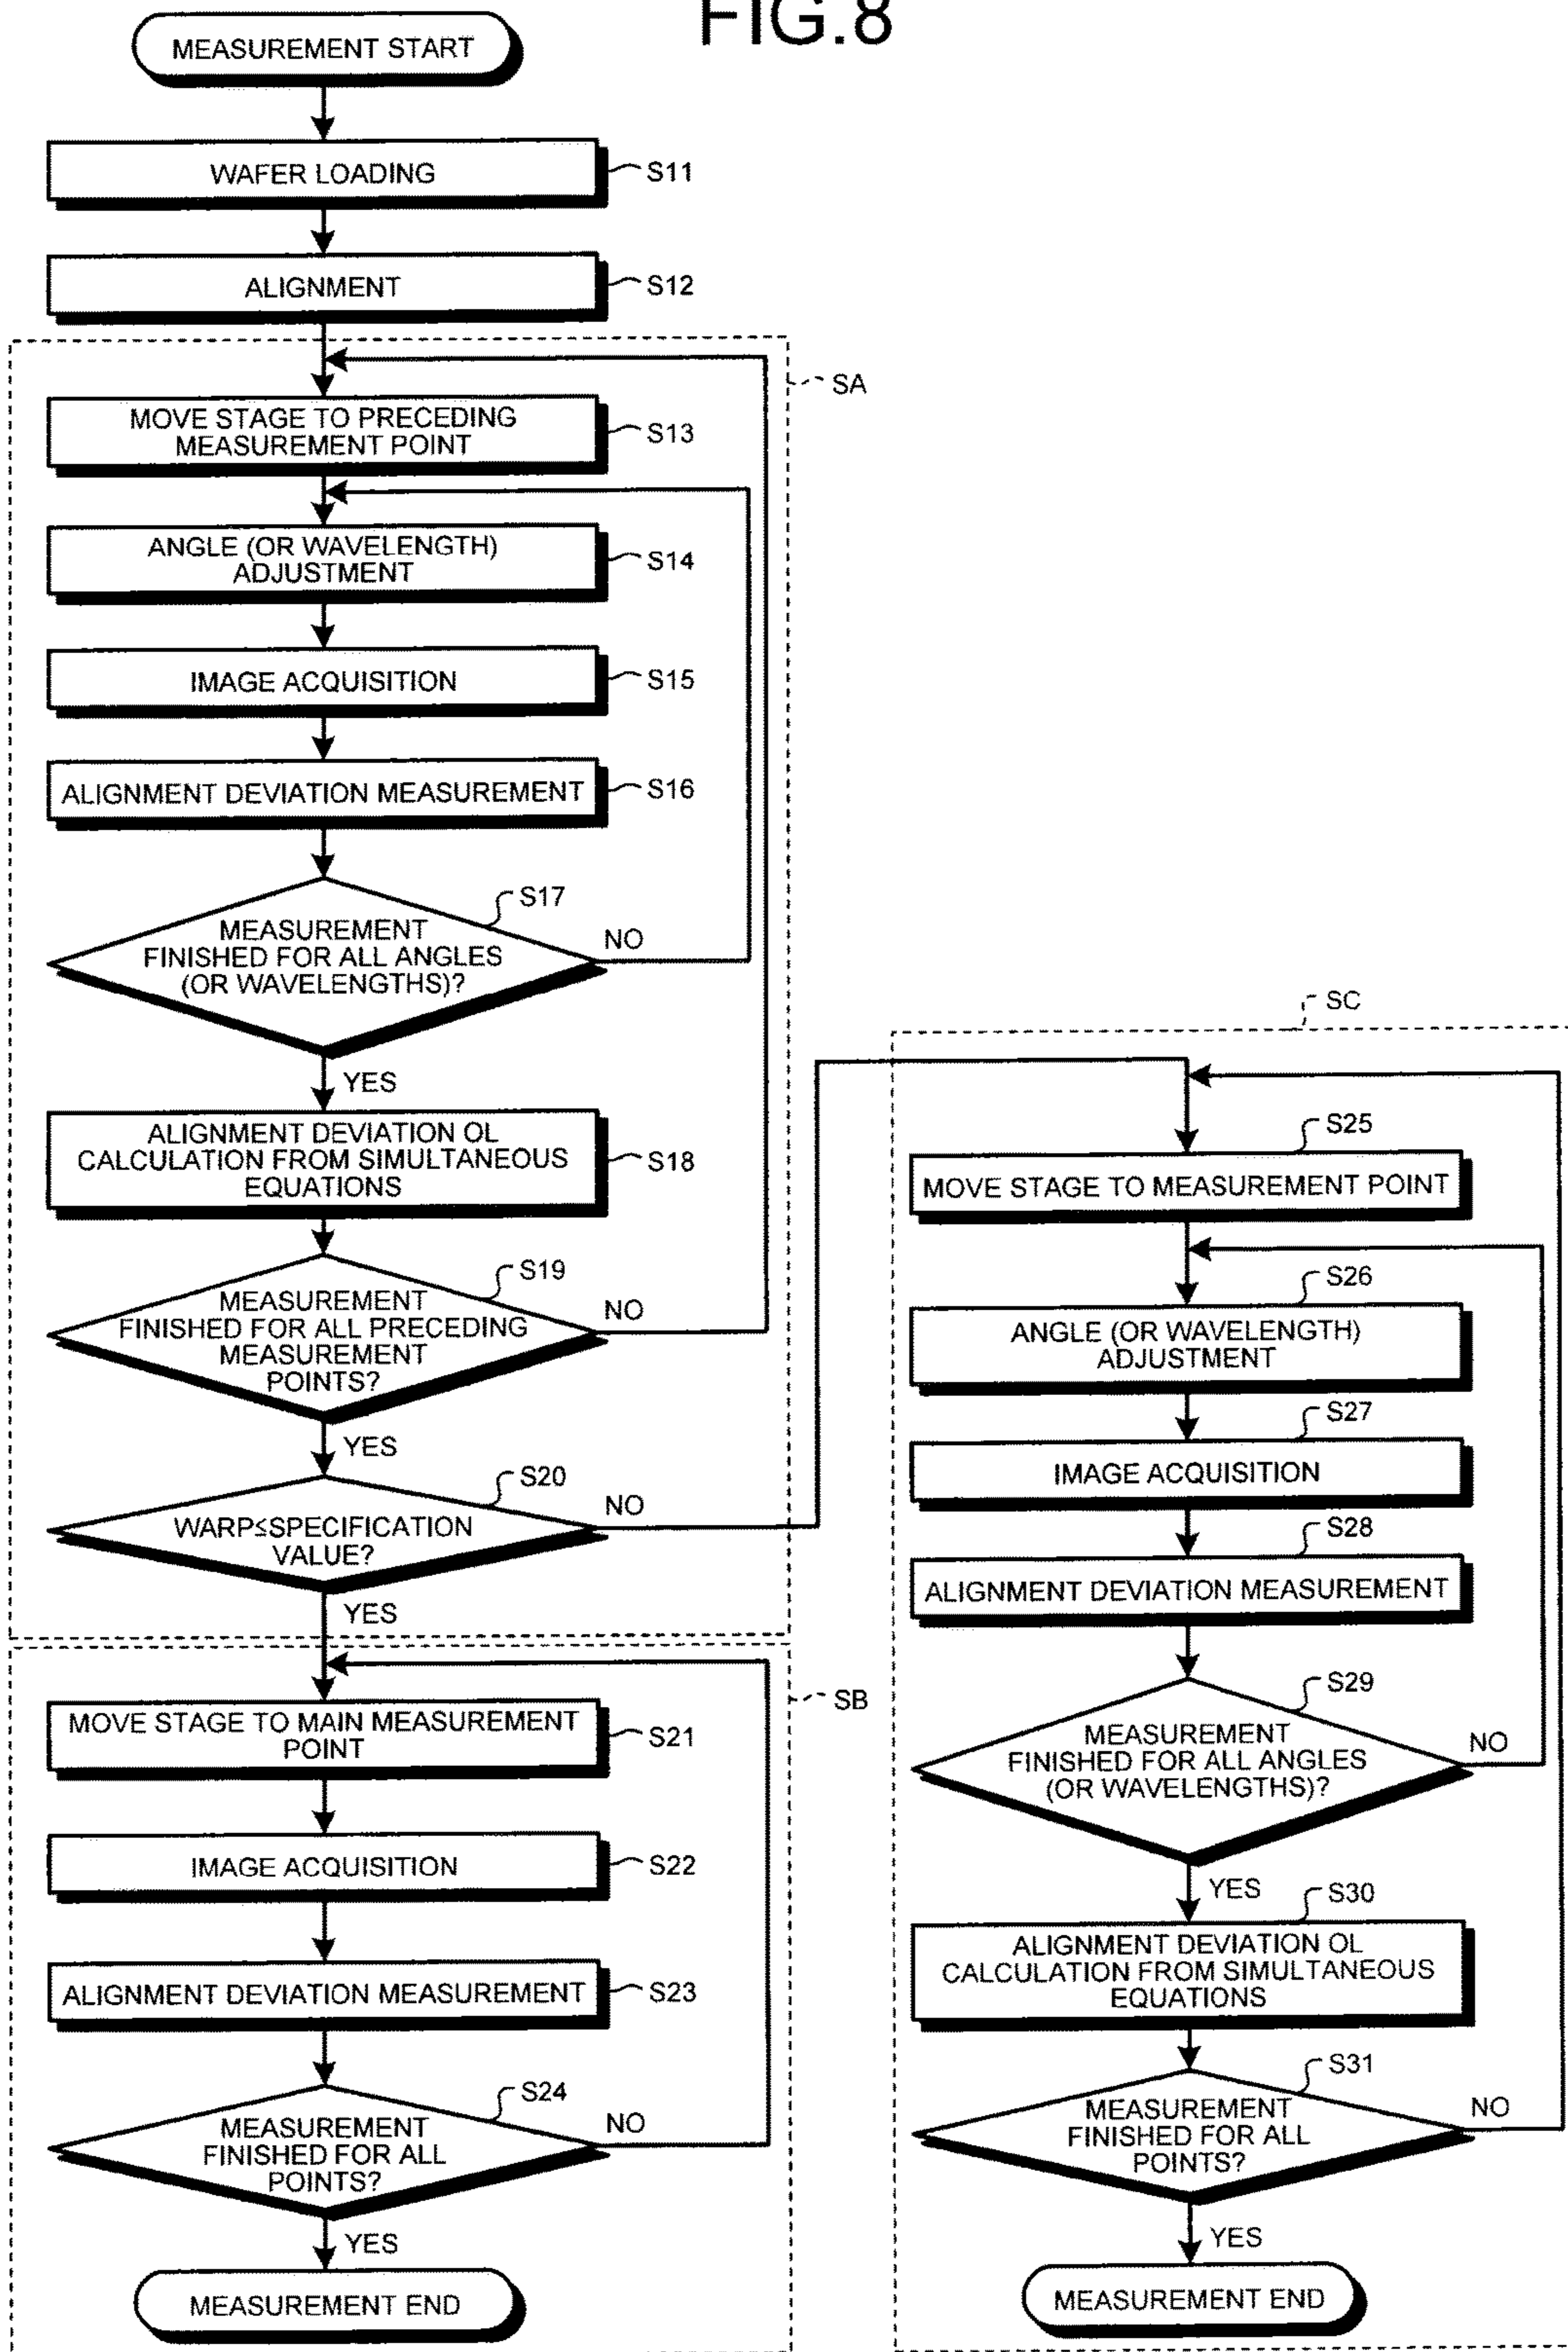 FIG.8
MEASUREMENT START
WAFER LOADING
S11
ALIGNMENT
S12
SA
MOVE STAGE TO PRECEDING
MEASUREMENT POINT
S13
ANGLE (OR WAVELENGTH)
ADJUSTMENT
S14
IMAGE ACQUISITION
S15
ALIGNMENT DEVIATION MEASUREMENT
S16
S17
MEASUREMENT
FINISHED FOR ALL ANGLES
(OR WAVELENGTHS)?
NO
YES
ALIGNMENT DEVIATION OL
CALCULATION FROM SIMULTANEOUS
EQUATIONS
S18
S19
MEASUREMENT
FINISHED FOR ALL PRECEDING
MEASUREMENT
POINTS?
NO
YES
S20
WARP≤SPECIFICATION
VALUE?
NO
YES
SB
MOVE STAGE TO MAIN MEASUREMENT
POINT
S21
IMAGE ACQUISITION
S22
ALIGNMENT DEVIATION MEASUREMENT
S23
S24
MEASUREMENT
FINISHED FOR ALL
POINTS?
NO
YES
MEASUREMENT END
SC
S25
MOVE STAGE TO MEASUREMENT POINT
S26
ANGLE (OR WAVELENGTH)
ADJUSTMENT
S27
IMAGE ACQUISITION
S28
ALIGNMENT DEVIATION MEASUREMENT
S29
MEASUREMENT
FINISHED FOR ALL ANGLES
(OR WAVELENGTHS)?
NO
YES
S30
ALIGNMENT DEVIATION OL
CALCULATION FROM SIMULTANEOUS
EQUATIONS
S31
MEASUREMENT
FINISHED FOR ALL
POINTS?
NO
YES
MEASUREMENT END